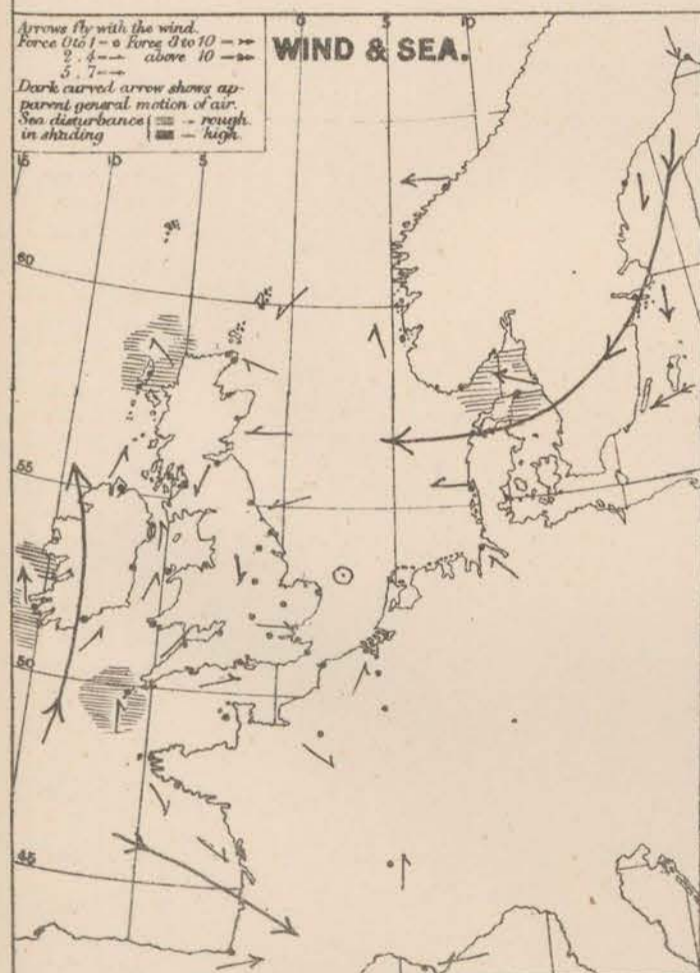 Arrows fly with the wind.
Force 0 to 1 - o Force 8 to 10 - →
2 . 4 - → above 10 - →
5 . 7 - →
Dark curved arrow shows ap-
parent general motion of air.
Sea disturbance - rough.
in shading - high.
WIND & SEA.
0 5 10
15 10 5
60
55
50
45